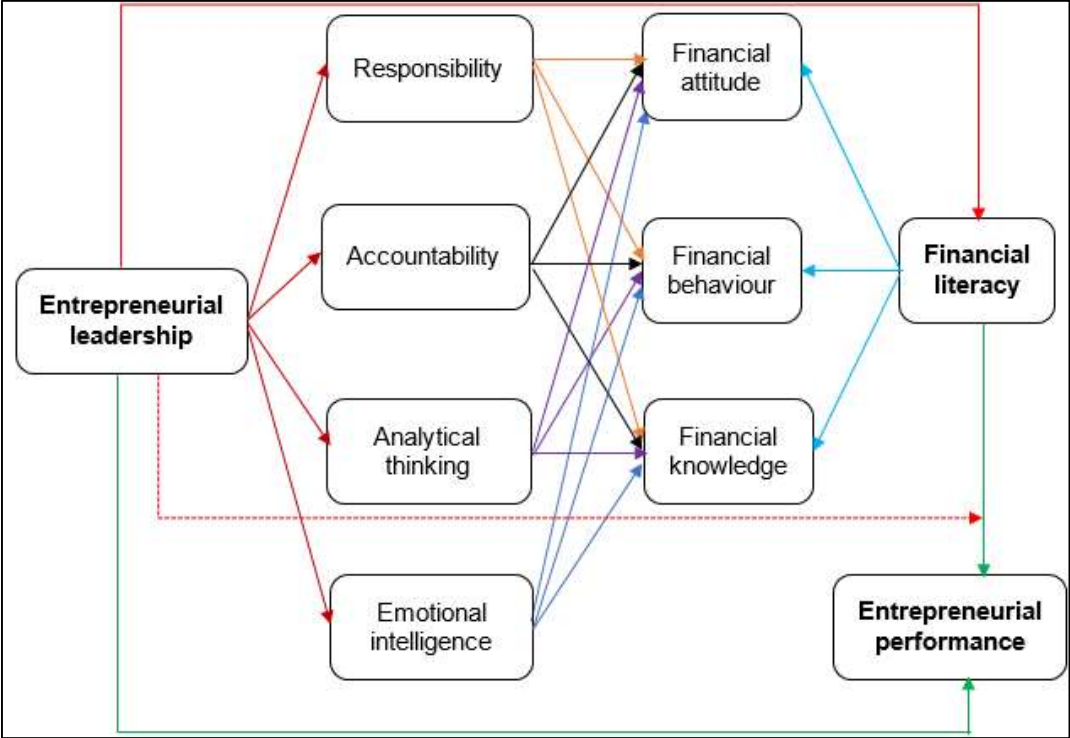 Responsibility
Financial
attitude
Accountability
Financial
behaviour
Financial
literacy
Entrepreneurial
leadership
Analytical
thinking
Financial
knowledge
Emotional
intelligence
Entrepreneurial
performance